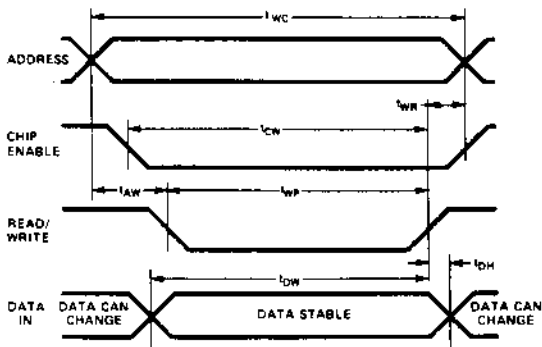 tWC
ADDRESS
tWR
CHIP
ENABLE
tCW
tAW
tWP
READ/
WRITE
tDH
tDW
DATA
IN
DATA CAN
CHANGE
DATA STABLE
DATA CAN
CHANGE